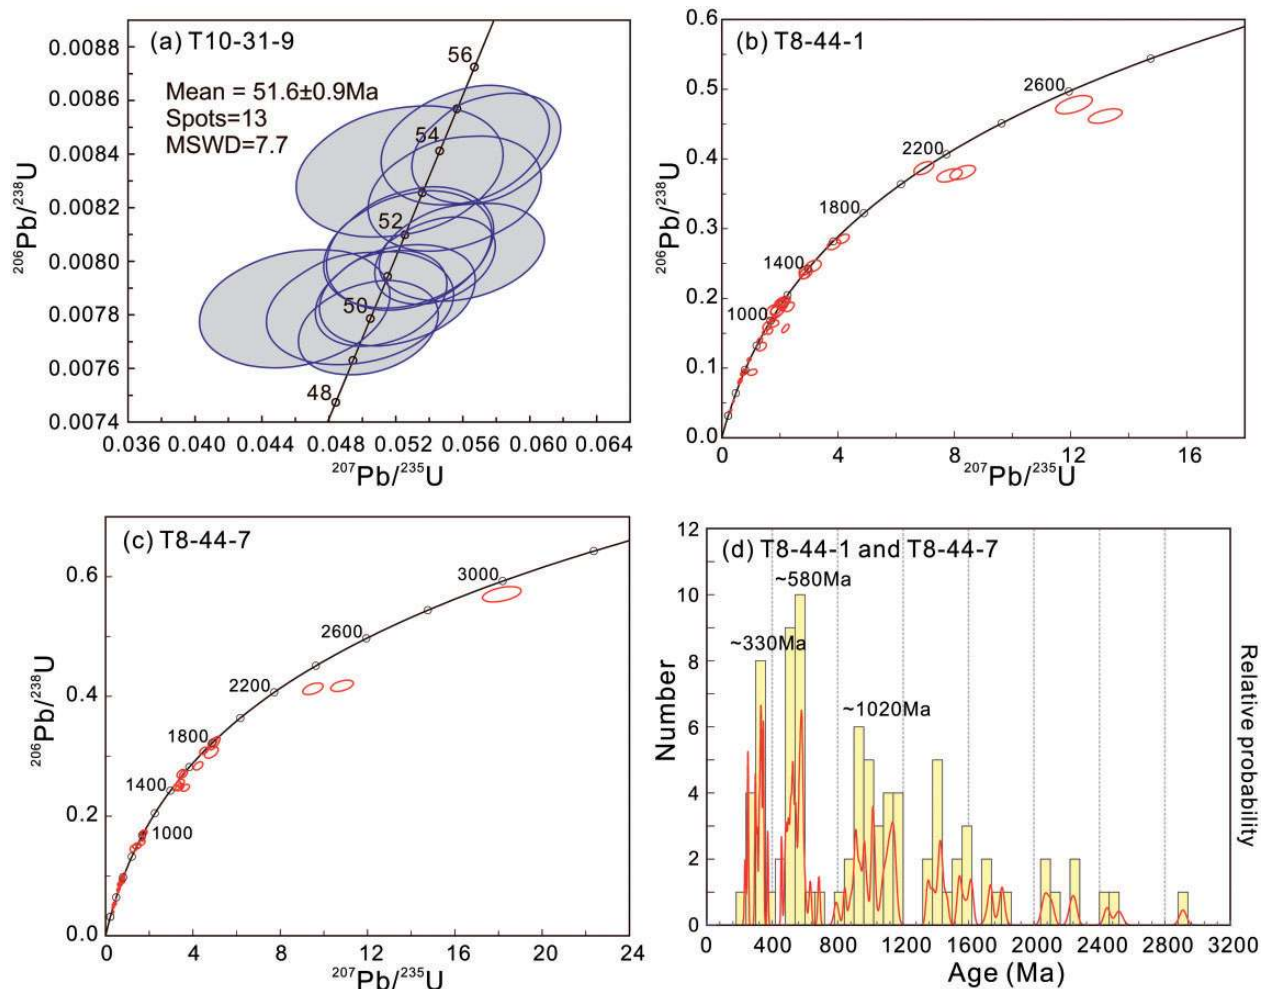 (a) T10-31-9
Mean = 51.6±0.9Ma
Spots=13
MSWD=7.7
56
54
52
50
48
0.0088
0.0086
0.0084
0.0082
0.0080
0.0078
0.0076
0.0074
0.036 0.040 0.044 0.048 0.052 0.056 0.060 0.064
²⁰⁶Pb/²³⁸U
²⁰⁷Pb/²³⁵U
(b) T8-44-1
2600
2200
1800
1400
1000
0.6
0.5
0.4
0.3
0.2
0.1
0.0
0 4 8 12 16
²⁰⁶Pb/²³⁸U
²⁰⁷Pb/²³⁵U
(c) T8-44-7
3000
2600
2200
1800
1400
1000
0.6
0.4
0.2
0.0
0 4 8 12 16 20 24
²⁰⁶Pb/²³⁸U
²⁰⁷Pb/²³⁵U
(d) T8-44-1 and T8-44-7
~580Ma
~330Ma
~1020Ma
12
10
8
6
4
2
0
0 400 800 1200 1600 2000 2400 2800 3200
Number
Relative probability
Age (Ma)